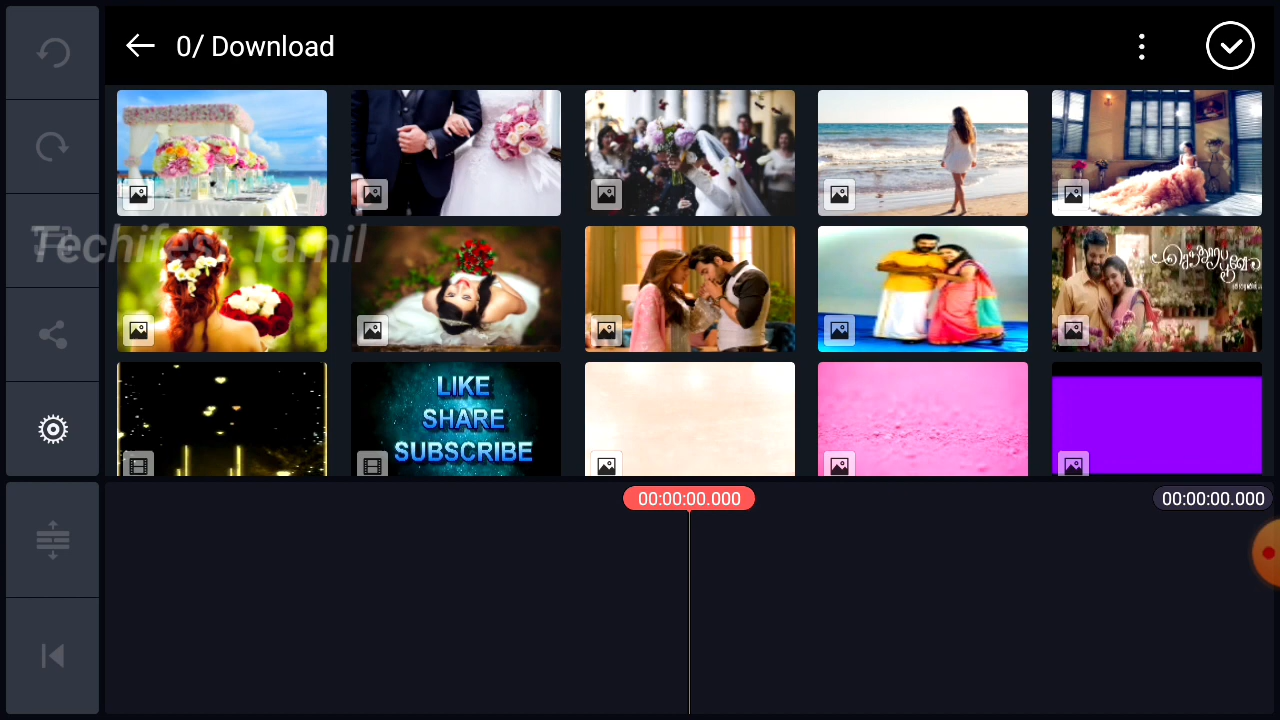 0/ Download
Techifest Tamil
LIKE
SHARE
SUBSCRIBE
00:00:00.000
00:00:00.000